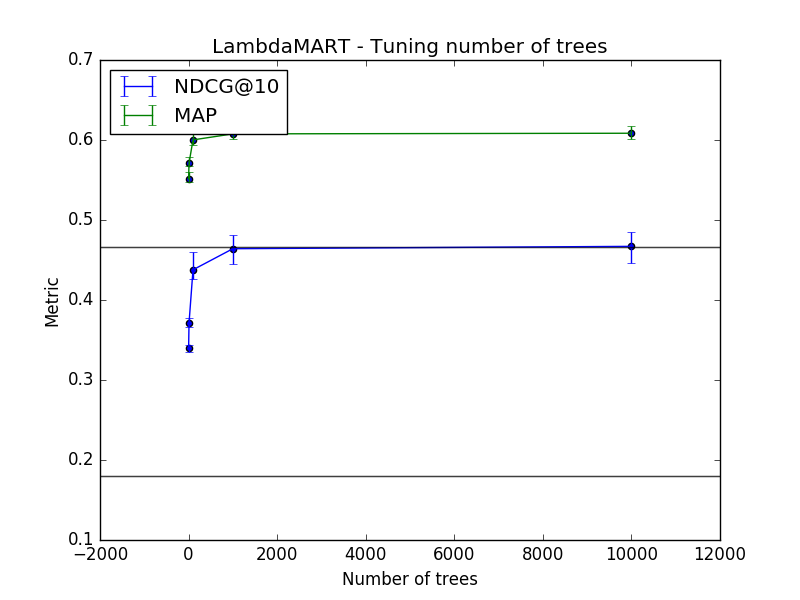 LambdaMART - Tuning number of trees
0.7
NDCG@10
MAP
0.6
0.5
0.4
Metric
0.3
0.2
0.1
−2000 0 2000 4000 6000 8000 10000 12000
Number of trees